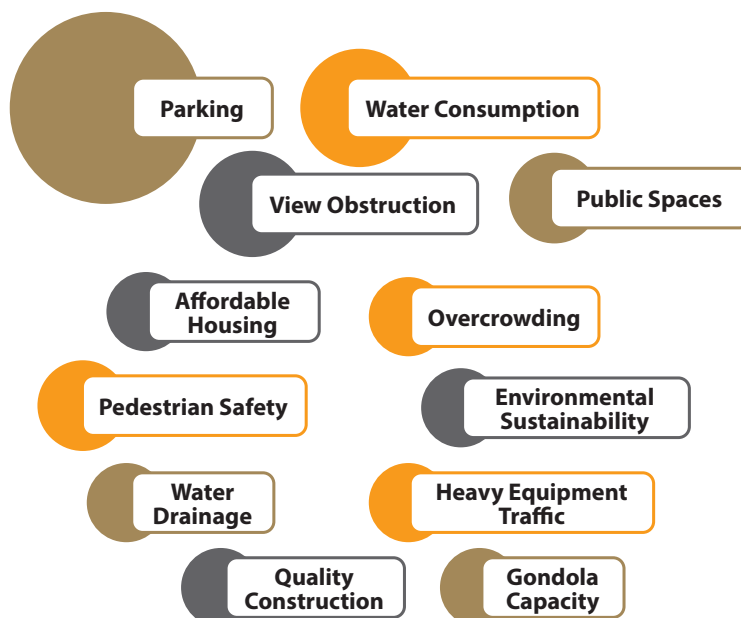 Parking
Water Consumption
View Obstruction
Public Spaces
Affordable
Housing
Overcrowding
Pedestrian Safety
Environmental
Sustainability
Water
Drainage
Heavy Equipment
Traffic
Quality
Construction
Gondola
Capacity